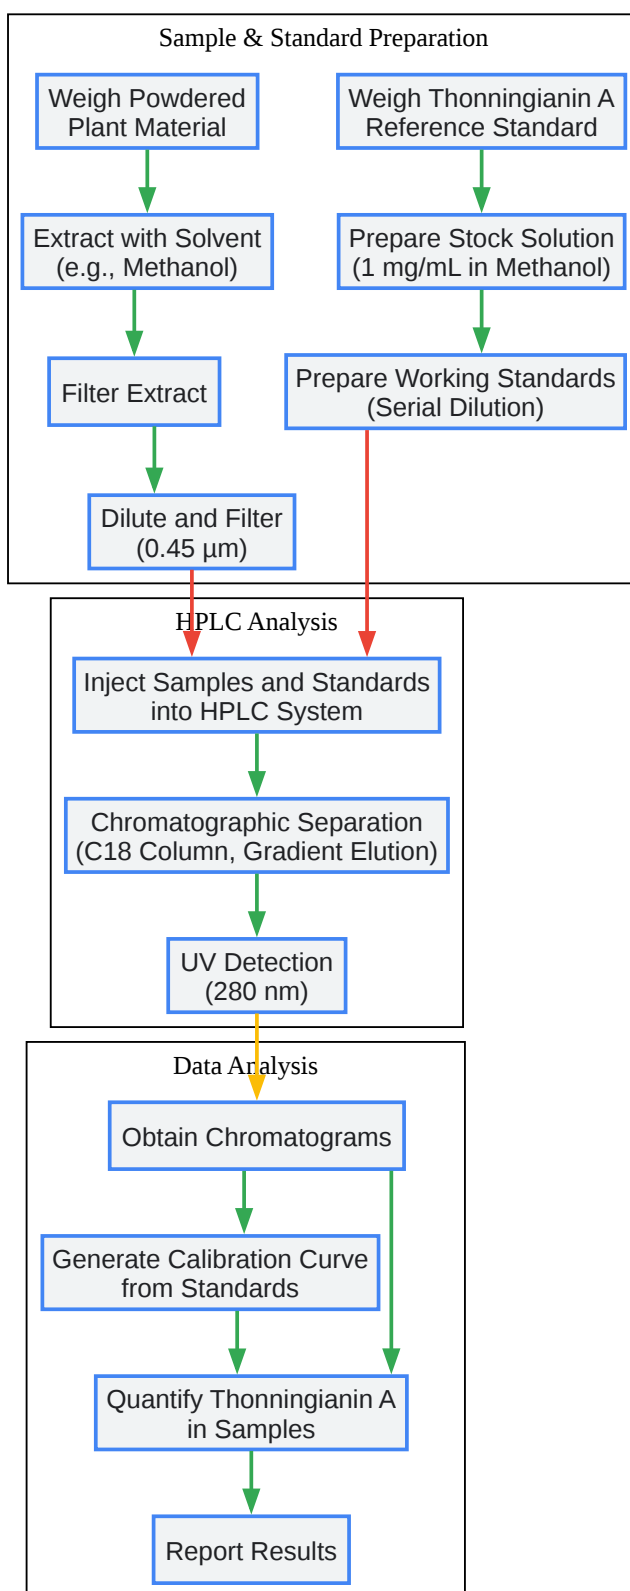 Sample & Standard Preparation
Weigh Powdered
Plant Material
Weigh Thonningianin A
Reference Standard
Extract with Solvent
(e.g., Methanol)
Prepare Stock Solution
(1 mg/mL in Methanol)
Filter Extract
Prepare Working Standards
(Serial Dilution)
Dilute and Filter
(0.45 µm)
HPLC Analysis
Inject Samples and Standards
into HPLC System
Chromatographic Separation
(C18 Column, Gradient Elution)
UV Detection
(280 nm)
Data Analysis
Obtain Chromatograms
Generate Calibration Curve
from Standards
Quantify Thonningianin A
in Samples
Report Results